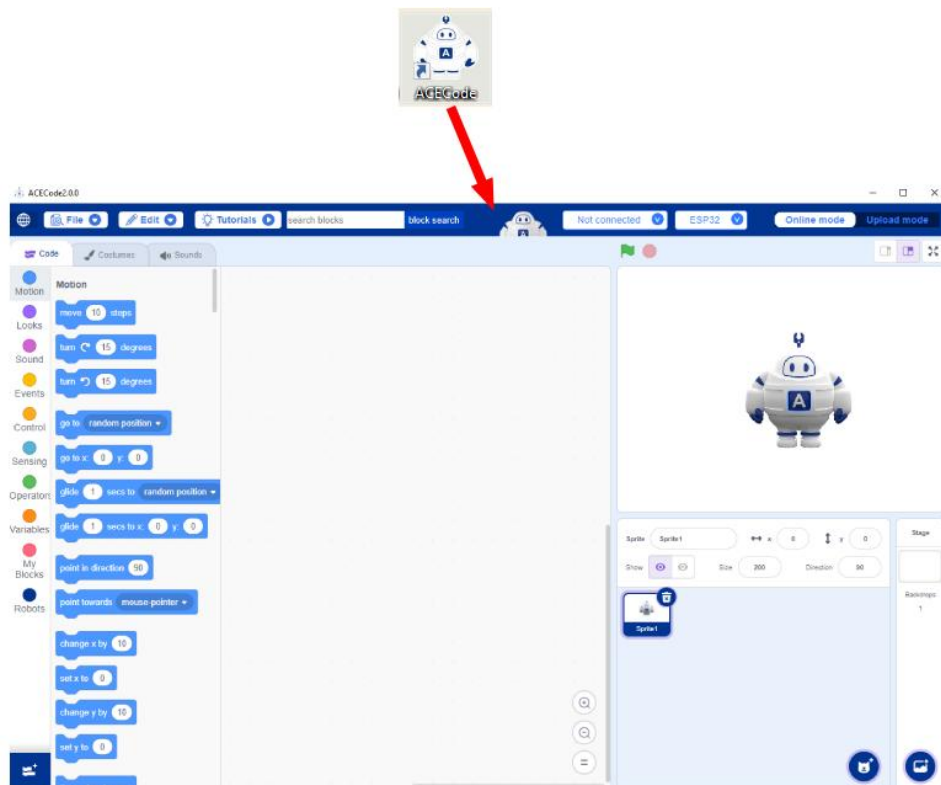 ACECode
ACECode2.0.0
File Edit Tutorials search blocks block search Not connected ESP32 Online mode Upload mode
Code Costumes Sounds
Motion
Looks
Sound
Events
Control
Sensing
Operators
Variables
My
Blocks
Robots
Motion
move 10 steps
turn 15 degrees
turn 15 degrees
go to random position
go to x: 0 y: 0
glide 1 secs to random position
glide 1 secs to x: 0 y: 0
point in direction 90
point towards mouse-pointer
change x by 10
set x to 0
change y by 10
set y to 0
A
Sprite Sprite1 x 0 y 0
Show Size 200 Direction 90
Sprite1
Stage
Backdrops
1